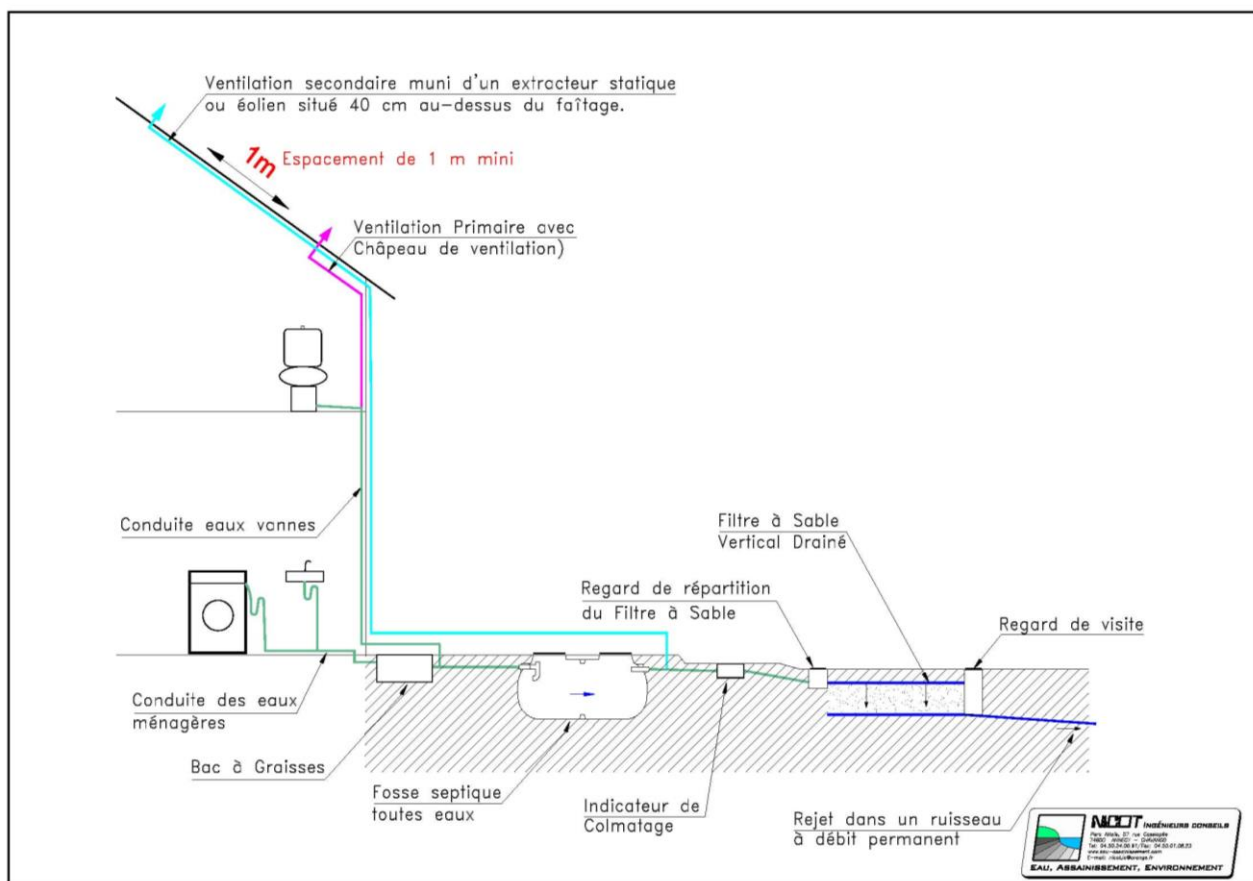 Ventilation secondaire muni d'un extracteur statique
ou éolien situé 40 cm au-dessus du faîtage.
1m Espacement de 1 m mini
Ventilation Primaire avec
Châpeau de ventilation)
Conduite eaux vannes
Filtre à Sable
Vertical Drainé
Regard de répartition
du Filtre à Sable
Regard de visite
Conduite des eaux
ménagères
Bac à Graisses
Fosse septique
toutes eaux
Indicateur de
Colmatage
Rejet dans un ruisseau
à débit permanent
NICOT INGÉNIEURS CONSEILS
EAU, ASSAINISSEMENT, ENVIRONNEMENT